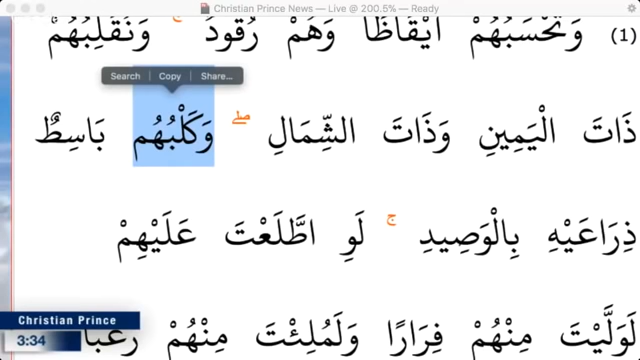 Christian Prince News — Live @ 200.5% — Ready
(1) وَتَحْسَبُهُمْ أَيْقَاظًا وَهُمْ رُقُودٌ ۚ وَنُقَلِّبُهُمْ
Search Copy Share...
ذَاتَ الْيَمِينِ وَذَاتَ الشِّمَالِ ۖ وَكَلْبُهُم بَاسِطٌ
ذِرَاعَيْهِ بِالْوَصِيدِ ۚ لَوِ اطَّلَعْتَ عَلَيْهِمْ
لَوَلَّيْتَ مِنْهُمْ فِرَارًا وَلَمُلِئْتَ مِنْهُمْ رُعْبًا
Christian Prince
3:34